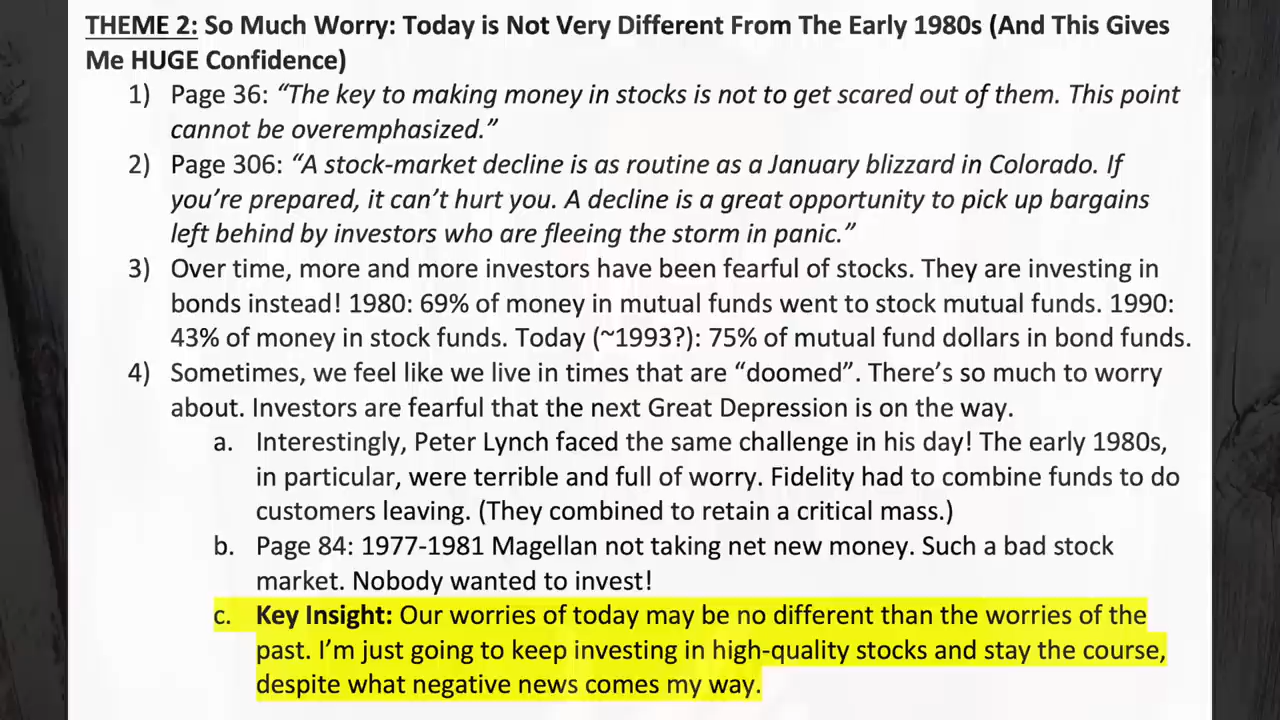 THEME 2: So Much Worry: Today is Not Very Different From The Early 1980s (And This Gives
Me HUGE Confidence)
1) Page 36: “The key to making money in stocks is not to get scared out of them. This point
cannot be overemphasized.”
2) Page 306: “A stock-market decline is as routine as a January blizzard in Colorado. If
you’re prepared, it can’t hurt you. A decline is a great opportunity to pick up bargains
left behind by investors who are fleeing the storm in panic.”
3) Over time, more and more investors have been fearful of stocks. They are investing in
bonds instead! 1980: 69% of money in mutual funds went to stock mutual funds. 1990:
43% of money in stock funds. Today (~1993?): 75% of mutual fund dollars in bond funds.
4) Sometimes, we feel like we live in times that are “doomed”. There’s so much to worry
about. Investors are fearful that the next Great Depression is on the way.
a. Interestingly, Peter Lynch faced the same challenge in his day! The early 1980s,
in particular, were terrible and full of worry. Fidelity had to combine funds to do
customers leaving. (They combined to retain a critical mass.)
b. Page 84: 1977-1981 Magellan not taking net new money. Such a bad stock
market. Nobody wanted to invest!
c. Key Insight: Our worries of today may be no different than the worries of the
past. I’m just going to keep investing in high-quality stocks and stay the course,
despite what negative news comes my way.